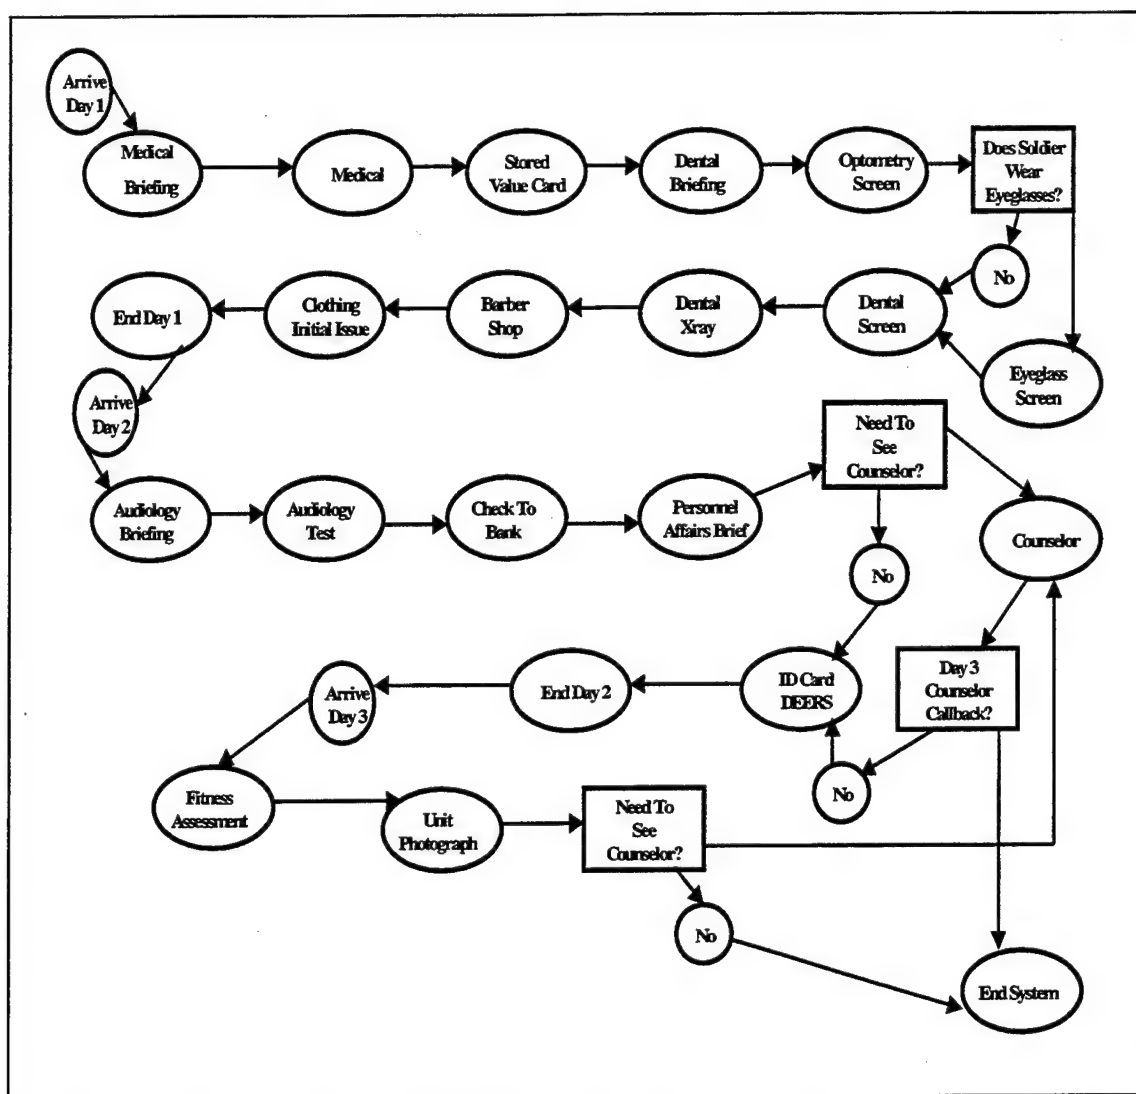 Arrive
Day 1
Medical
Briefing
Medical
Stored
Value Card
Dental
Briefing
Optometry
Screen
Does Soldier
Wear
Eyeglasses?
No
End Day 1
Clothing
Initial Issue
Barber
Shop
Dental
Xray
Dental
Screen
Eyeglass
Screen
Arrive
Day 2
Need To
See
Counselor?
Audiology
Briefing
Audiology
Test
Check To
Bank
Personnel
Affairs Brief
Counselor
No
Arrive
Day 3
End Day 2
ID Card
DEERS
Day 3
Counselor
Callback?
No
Fitness
Assessment
Unit
Photograph
Need To
See
Counselor?
No
End System